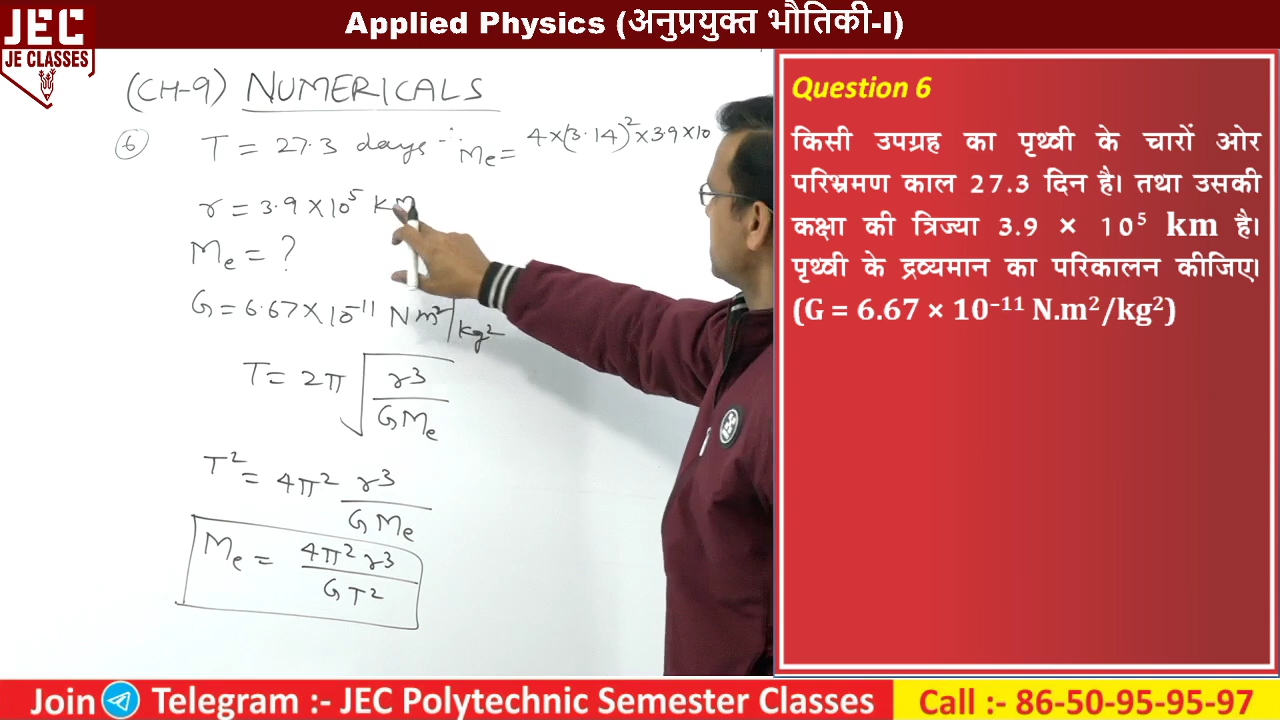 JEC
JE CLASSES
Applied Physics (अनुप्रयुक्त भौतिकी-I)
(CH-9) NUMERICALS
⑥ T = 27.3 days
∴ Me = 4×(3.14)²×3.9×10
r = 3.9 × 10⁵ km
Me = ?
G = 6.67 × 10⁻¹¹ Nm²/kg²
T = 2π √(r³/GMe)
T² = 4π² r³/GMe
Me = 4π² r³/GT²
Question 6
किसी उपग्रह का पृथ्वी के चारों ओर
परिभ्रमण काल 27.3 दिन है। तथा उसकी
कक्षा की त्रिज्या 3.9 × 10⁵ km है।
पृथ्वी के द्रव्यमान का परिकालन कीजिए।
(G = 6.67 × 10⁻¹¹ N.m²/kg²)
Join Telegram :- JEC Polytechnic Semester Classes
Call :- 86-50-95-95-97